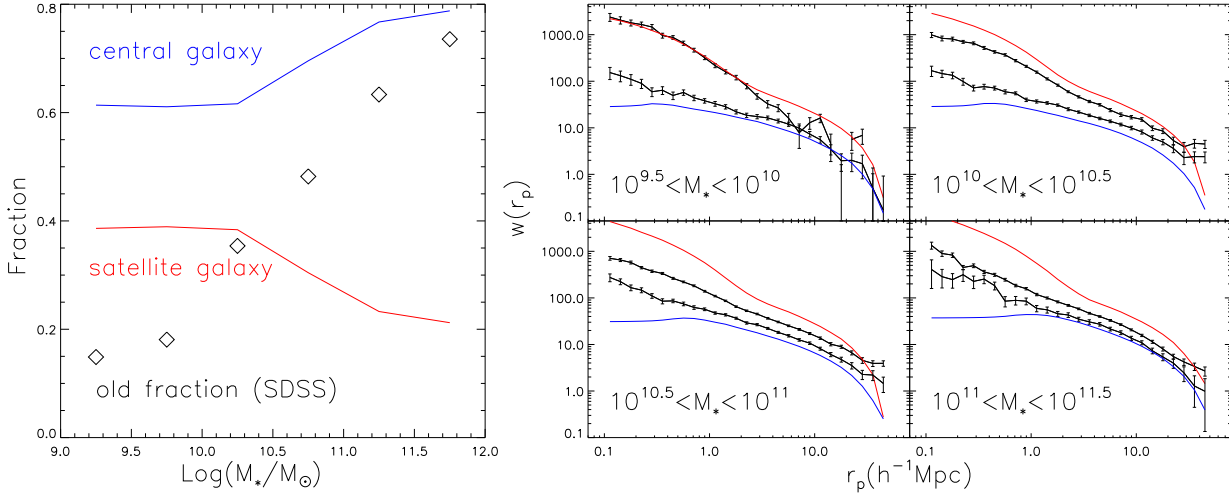 0.8
0.6
0.4
0.2
0.0
Fraction
central galaxy
satellite galaxy
old fraction (SDSS)
9.0 9.5 10.0 10.5 11.0 11.5 12.0
Log(M*/M☉)
1000.0
100.0
10.0
1.0
0.1
1000.0
100.0
10.0
1.0
0.1
w(rₚ)
10^9.5<M*<10^10
10^10<M*<10^10.5
10^10.5<M*<10^11
10^11<M*<10^11.5
1.0 10.0 1.0 10.0
rₚ(h⁻¹Mpc)